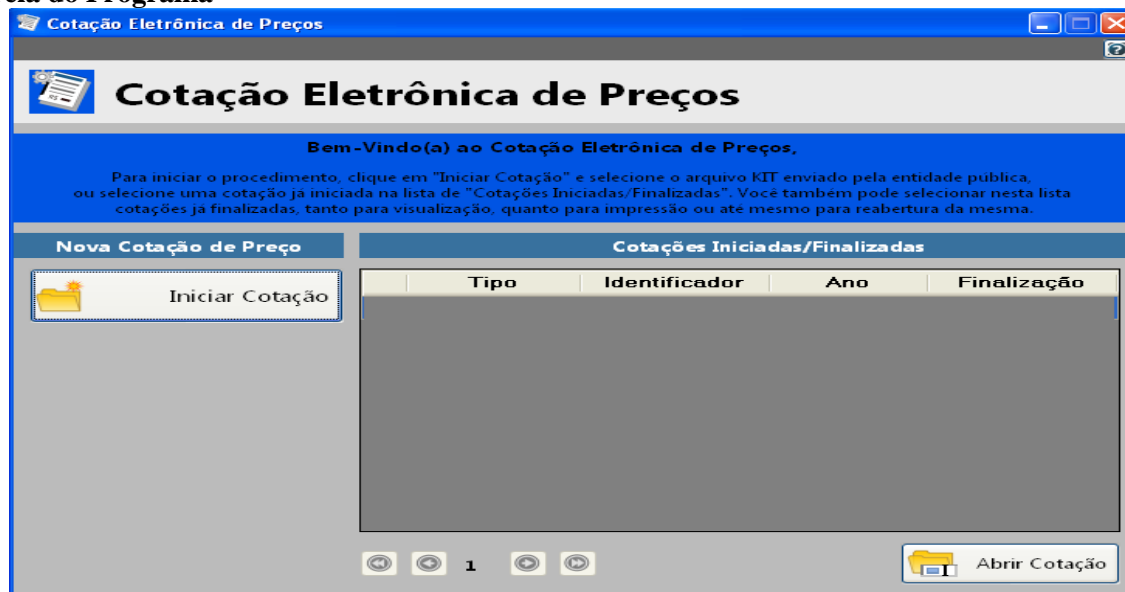 do Programa
Cotação Eletrônica de Preços
Cotação Eletrônica de Preços
Bem-Vindo(a) ao Cotação Eletrônica de Preços,
Para iniciar o procedimento, clique em "Iniciar Cotação" e selecione o arquivo KIT enviado pela entidade pública,
ou selecione uma cotação já iniciada na lista de "Cotações Iniciadas/Finalizadas". Você também pode selecionar nesta lista
cotações já finalizadas, tanto para visualização, quanto para impressão ou até mesmo para reabertura da mesma.
Nova Cotação de Preço
Cotações Iniciadas/Finalizadas
Iniciar Cotação
Tipo Identificador Ano Finalização
1
Abrir Cotação